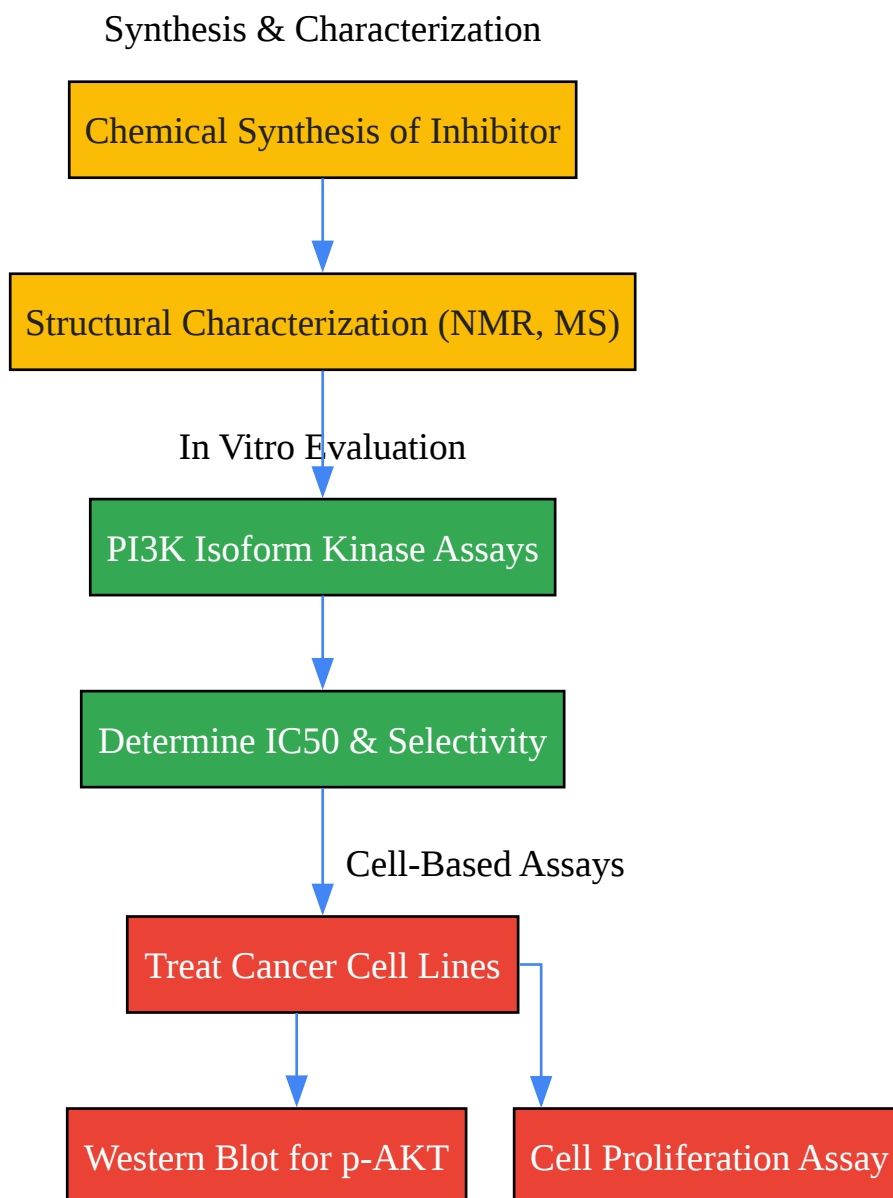 Synthesis & Characterization
Chemical Synthesis of Inhibitor
Structural Characterization (NMR, MS)
In Vitro Evaluation
PI3K Isoform Kinase Assays
Determine IC50 & Selectivity
Cell-Based Assays
Treat Cancer Cell Lines
Western Blot for p-AKT
Cell Proliferation Assay